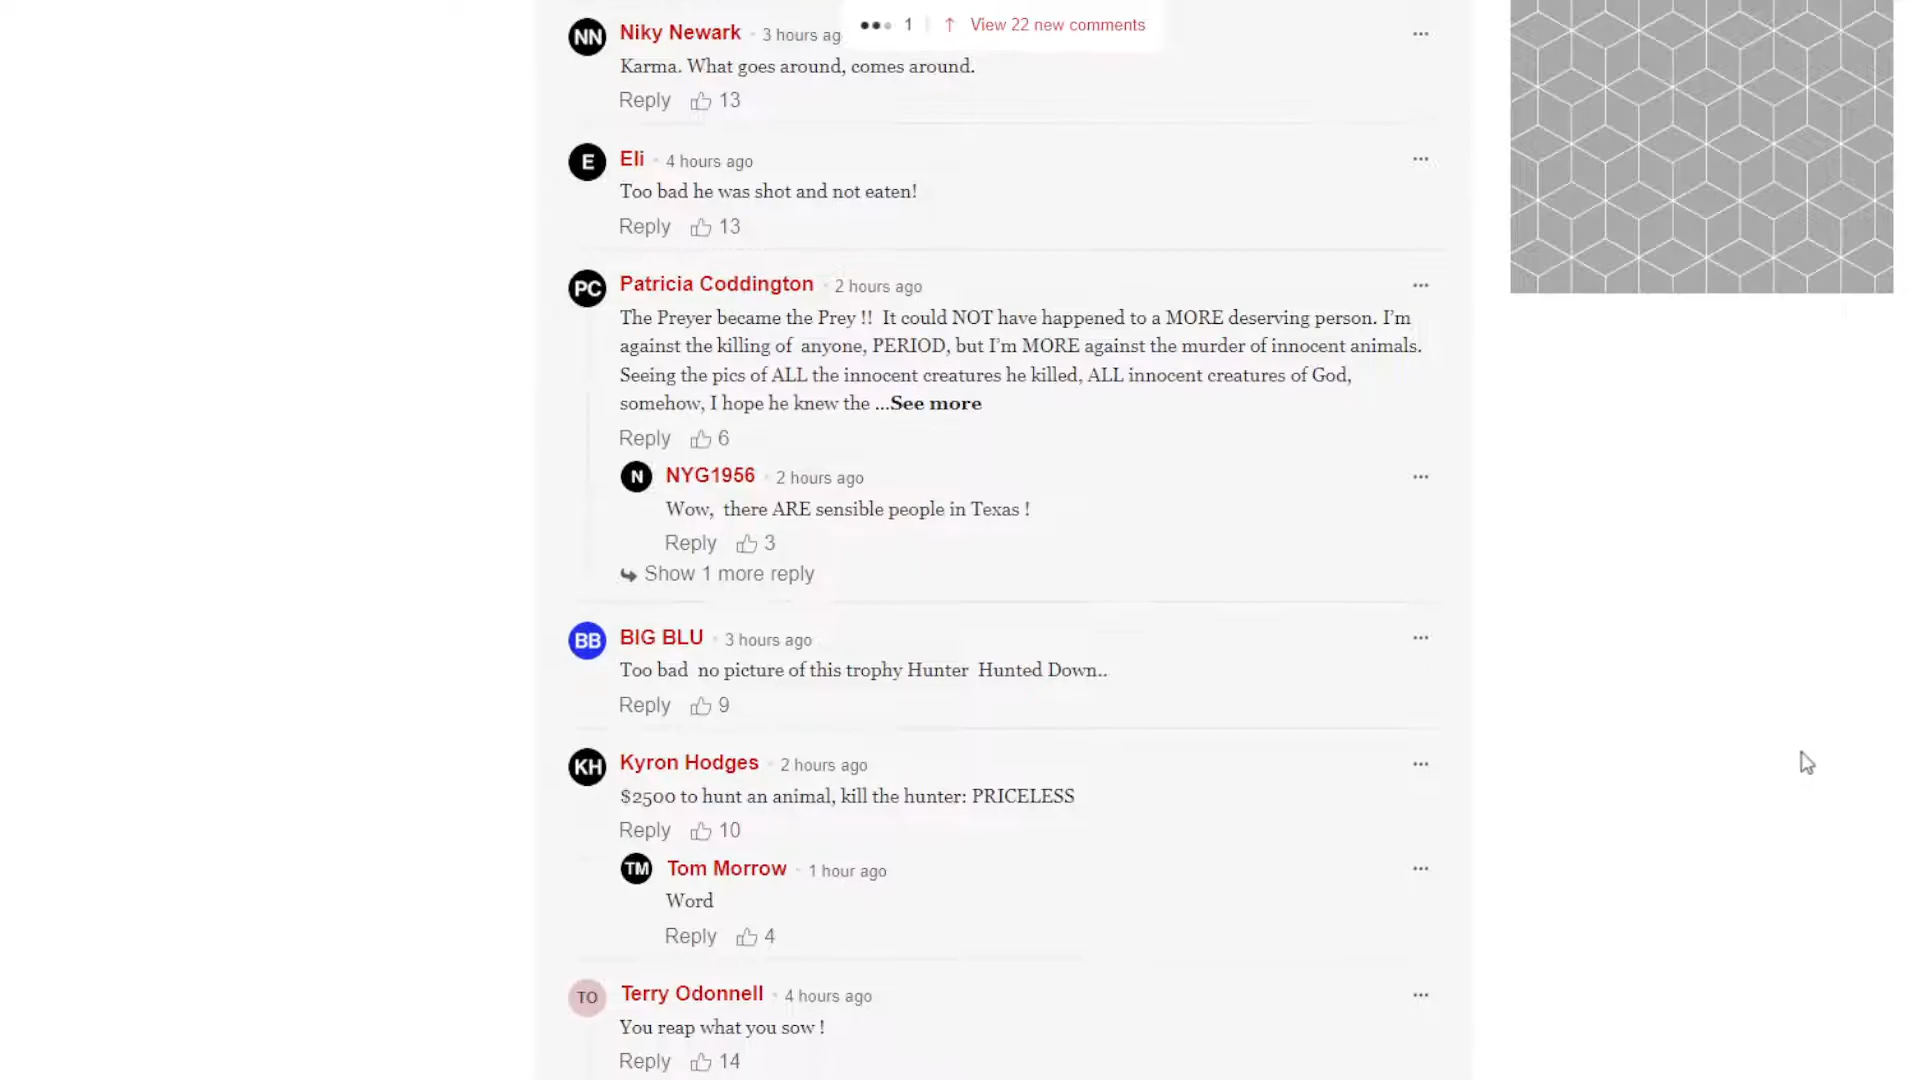 NN Niky Newark · 3 hours ag
1 ↑ View 22 new comments
Karma. What goes around, comes around.
Reply 13
E Eli · 4 hours ago
Too bad he was shot and not eaten!
Reply 13
PC Patricia Coddington · 2 hours ago
The Preyer became the Prey !!  It could NOT have happened to a MORE deserving person. I’m
against the killing of  anyone, PERIOD, but I’m MORE against the murder of innocent animals.
Seeing the pics of ALL the innocent creatures he killed, ALL innocent creatures of God,
somehow, I hope he knew the ...See more
Reply 6
N NYG1956 · 2 hours ago
Wow,  there ARE sensible people in Texas !
Reply 3
Show 1 more reply
BB BIG BLU · 3 hours ago
Too bad  no picture of this trophy Hunter  Hunted Down..
Reply 9
KH Kyron Hodges · 2 hours ago
$2500 to hunt an animal, kill the hunter: PRICELESS
Reply 10
TM Tom Morrow · 1 hour ago
Word
Reply 4
TO Terry Odonnell · 4 hours ago
You reap what you sow !
Reply 14